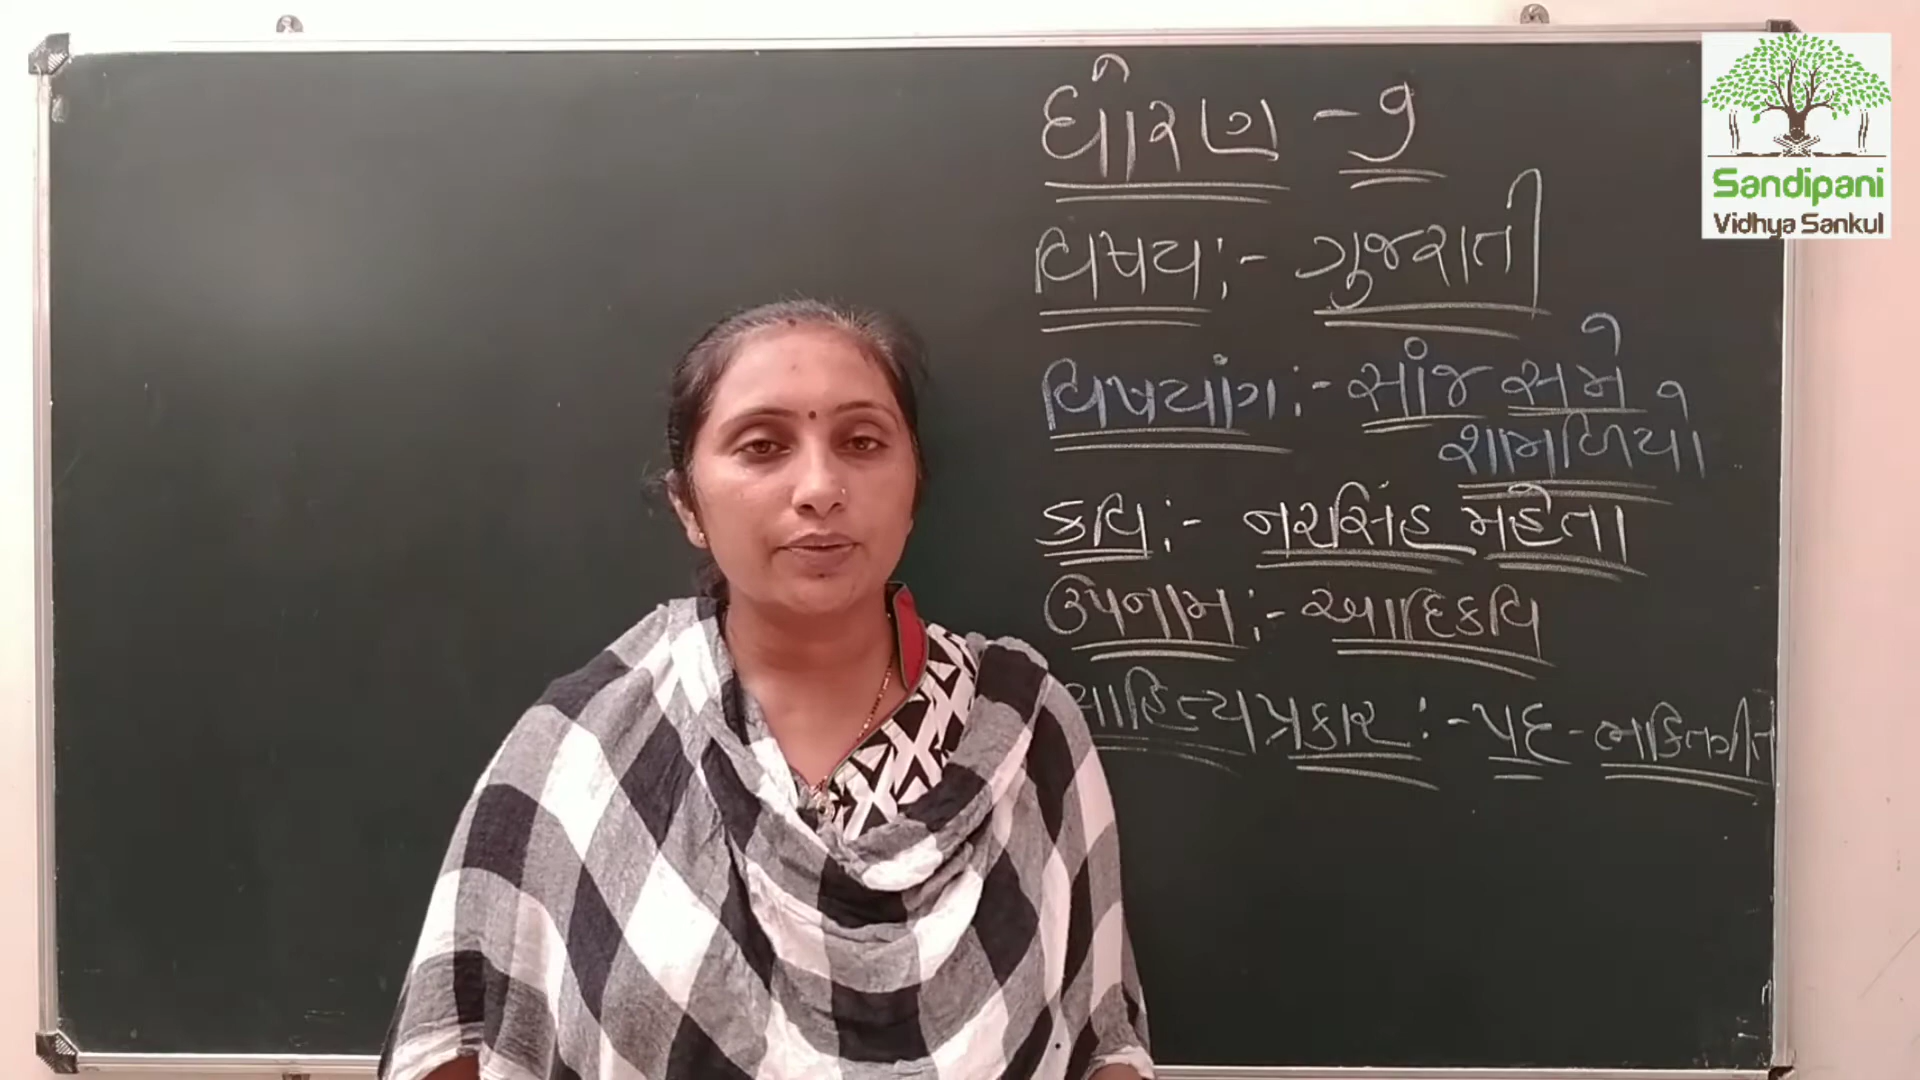 ધોરણ - ૭
વિષય :- ગુજરાતી
વિષયાંગ :- સાંજ સમે
શામળિયો
કવિ :- નરસિંહ મહેતા
ઉપનામ :- આદિકવિ
સાહિત્યપ્રકાર :- પદ - ભકિતગીત
Sandipani
Vidhya Sankul